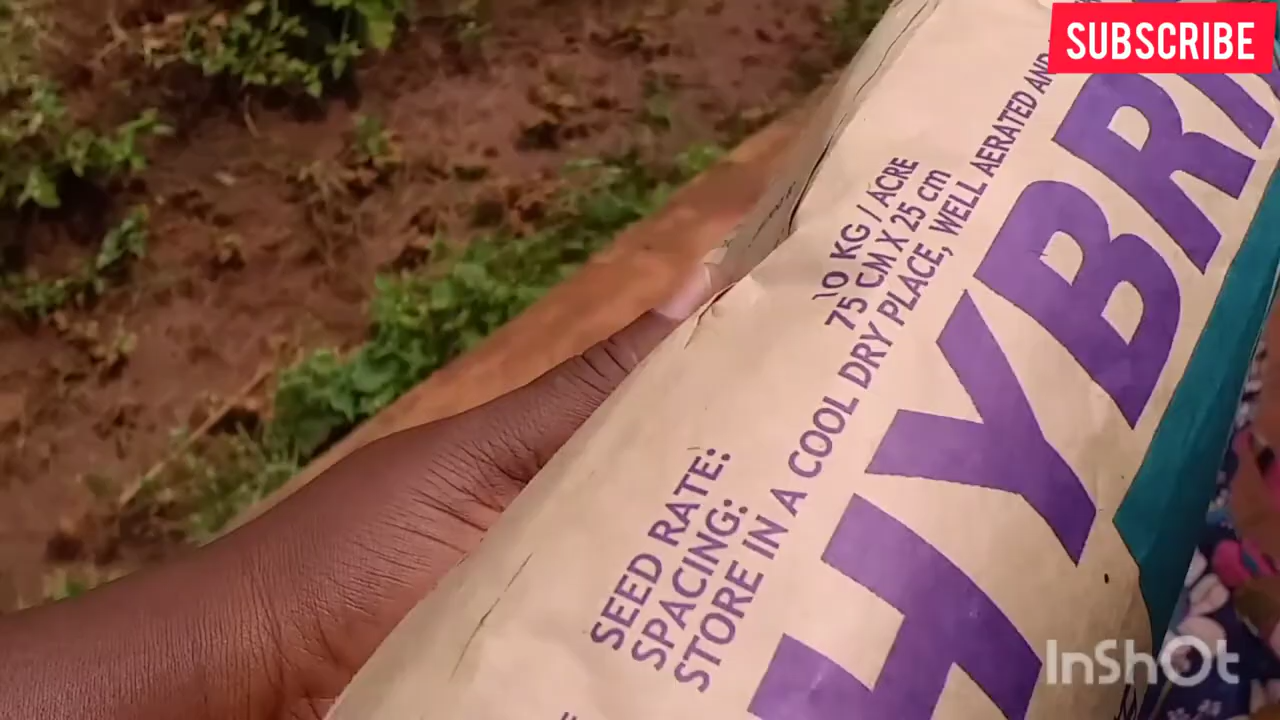 SUBSCRIBE
SEED RATE: 10 KG / ACRE
SPACING: 75 CM X 25 cm
STORE IN A COOL DRY PLACE, WELL AERATED AND
HYBRI
InShOt